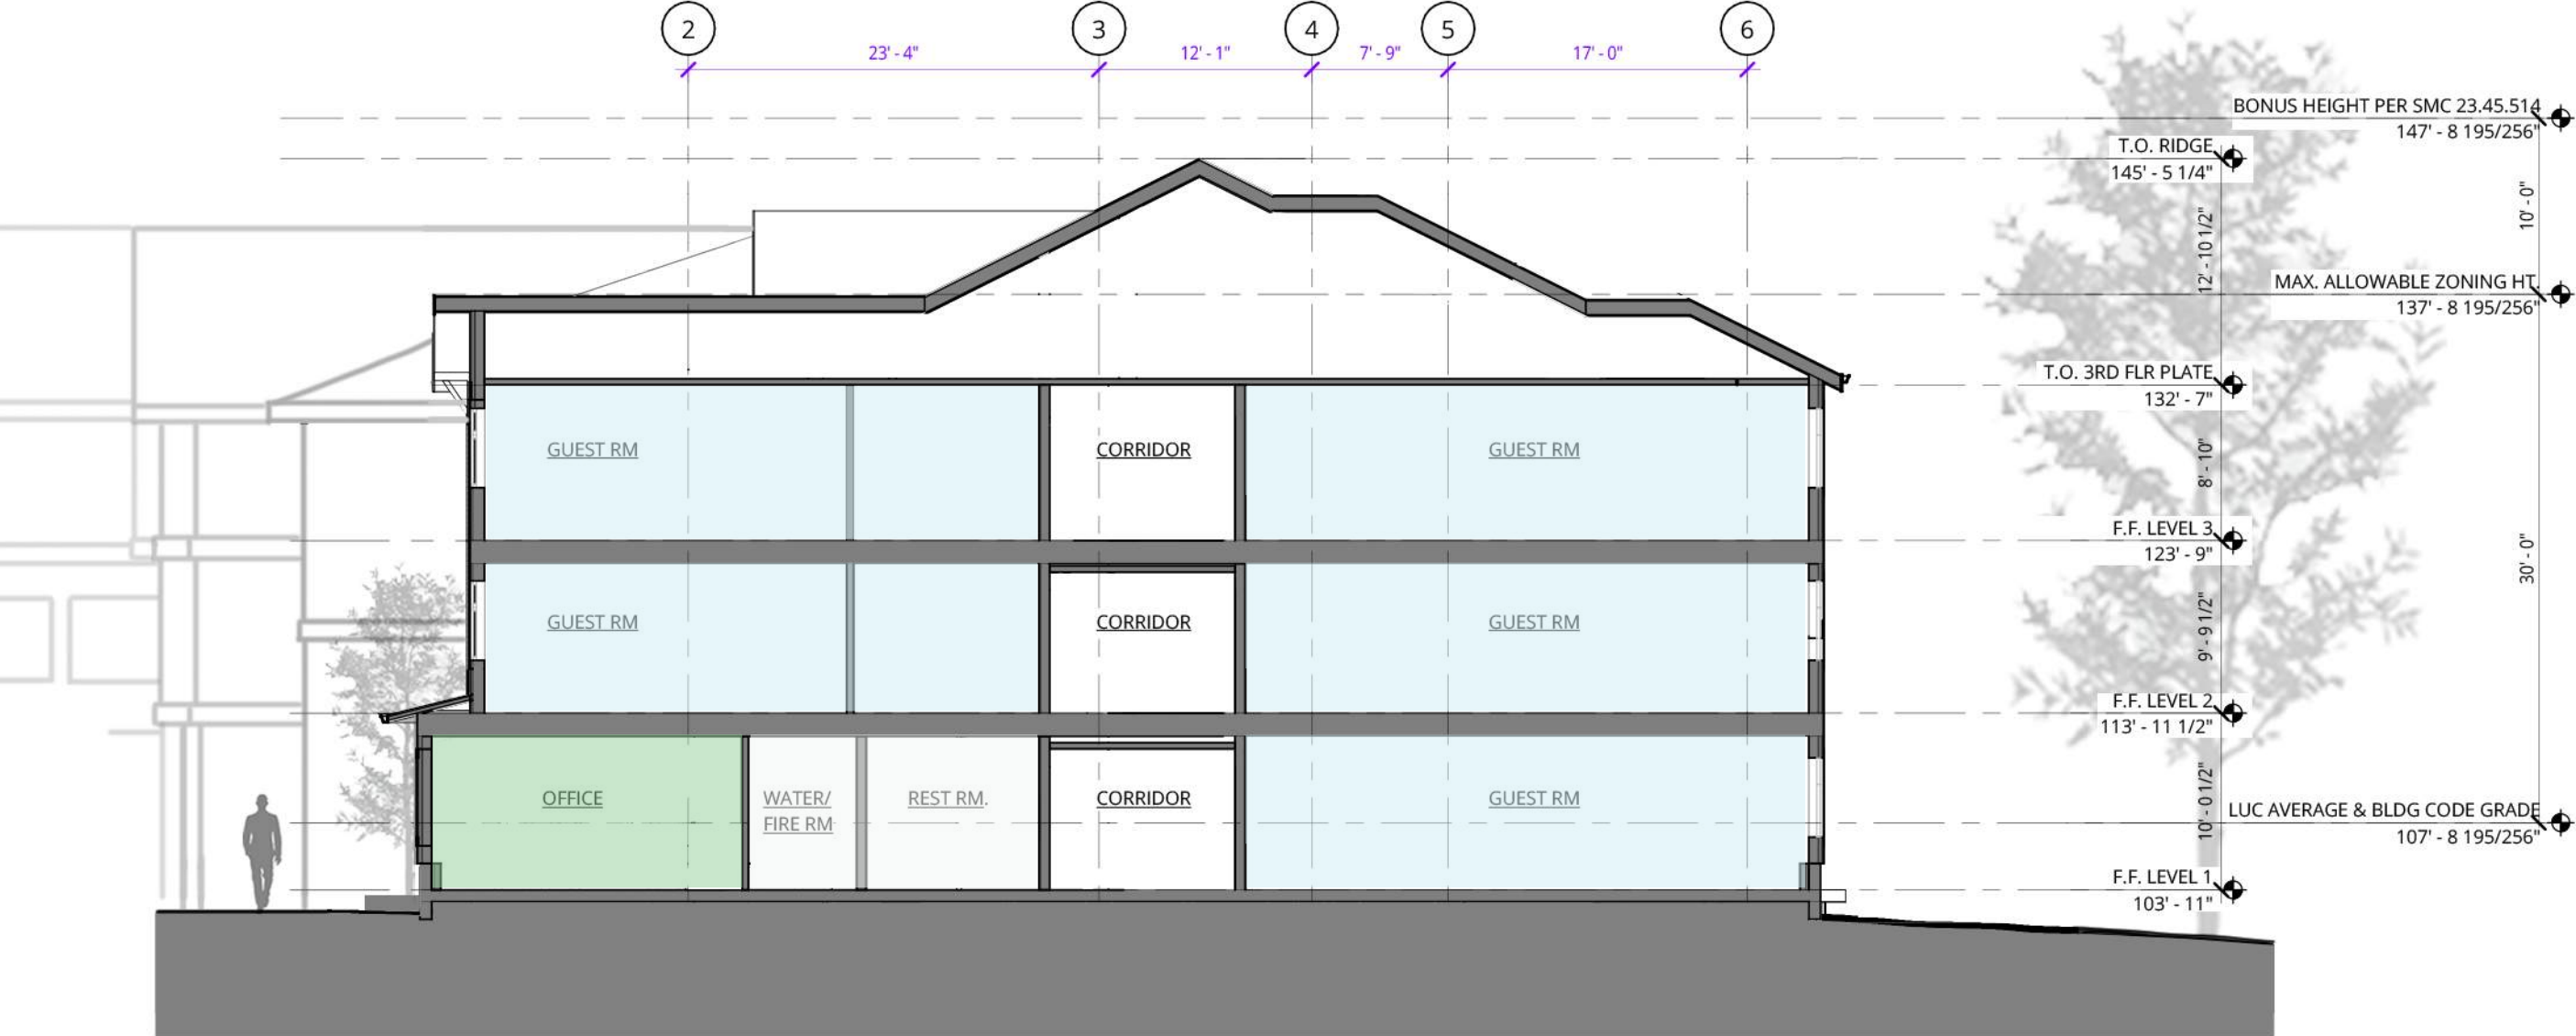 2
3
4
5
6
23' - 4"
12' - 1"
7' - 9"
17' - 0"
BONUS HEIGHT PER SMC 23.45.514
147' - 8 195/256"
T.O. RIDGE
145' - 5 1/4"
10' - 0"
12' - 10 1/2"
MAX. ALLOWABLE ZONING HT.
137' - 8 195/256"
T.O. 3RD FLR PLATE
132' - 7"
GUEST RM
CORRIDOR
GUEST RM
8' - 10"
F.F. LEVEL 3
123' - 9"
30' - 0"
GUEST RM
CORRIDOR
GUEST RM
9' - 9 1/2"
F.F. LEVEL 2
113' - 11 1/2"
OFFICE
WATER/
FIRE RM
REST RM.
CORRIDOR
GUEST RM
10' - 0 1/2"
LUC AVERAGE & BLDG CODE GRADE
107' - 8 195/256"
F.F. LEVEL 1
103' - 11"